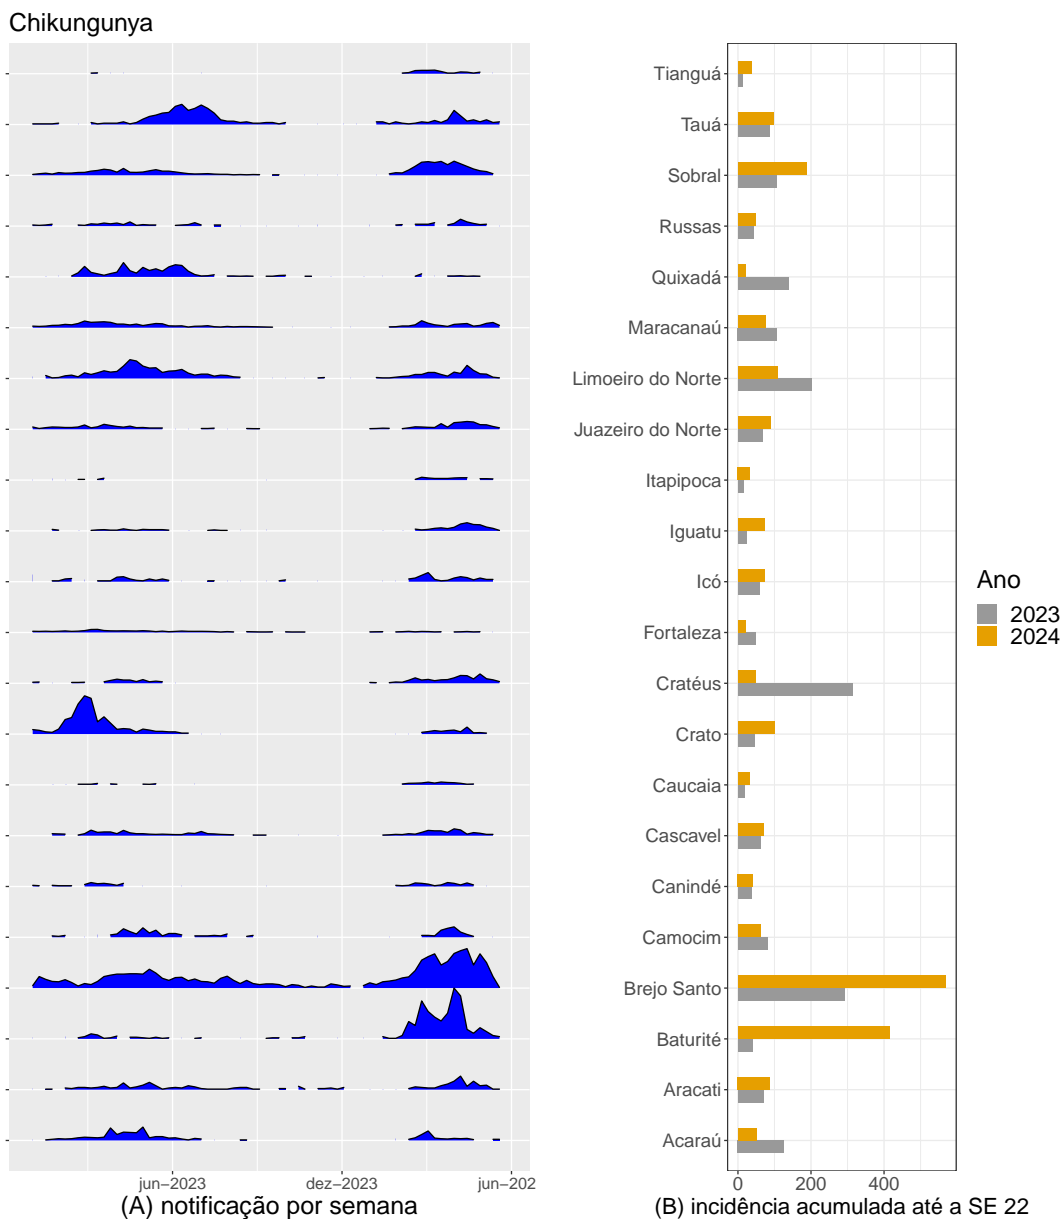 Chikungunya
Tianguá
Tauá
Sobral
Russas
Quixadá
Maracanaú
Limoeiro do Norte
Juazeiro do Norte
Itapipoca
Iguatu
Icó
Fortaleza
Cratéus
Crato
Caucaia
Cascavel
Canindé
Camocim
Brejo Santo
Baturité
Aracati
Acaraú
Ano
2023
2024
jun−2023 dez−2023 jun−202
(A) notificação por semana
0 200 400
(B) incidência acumulada até a SE 22